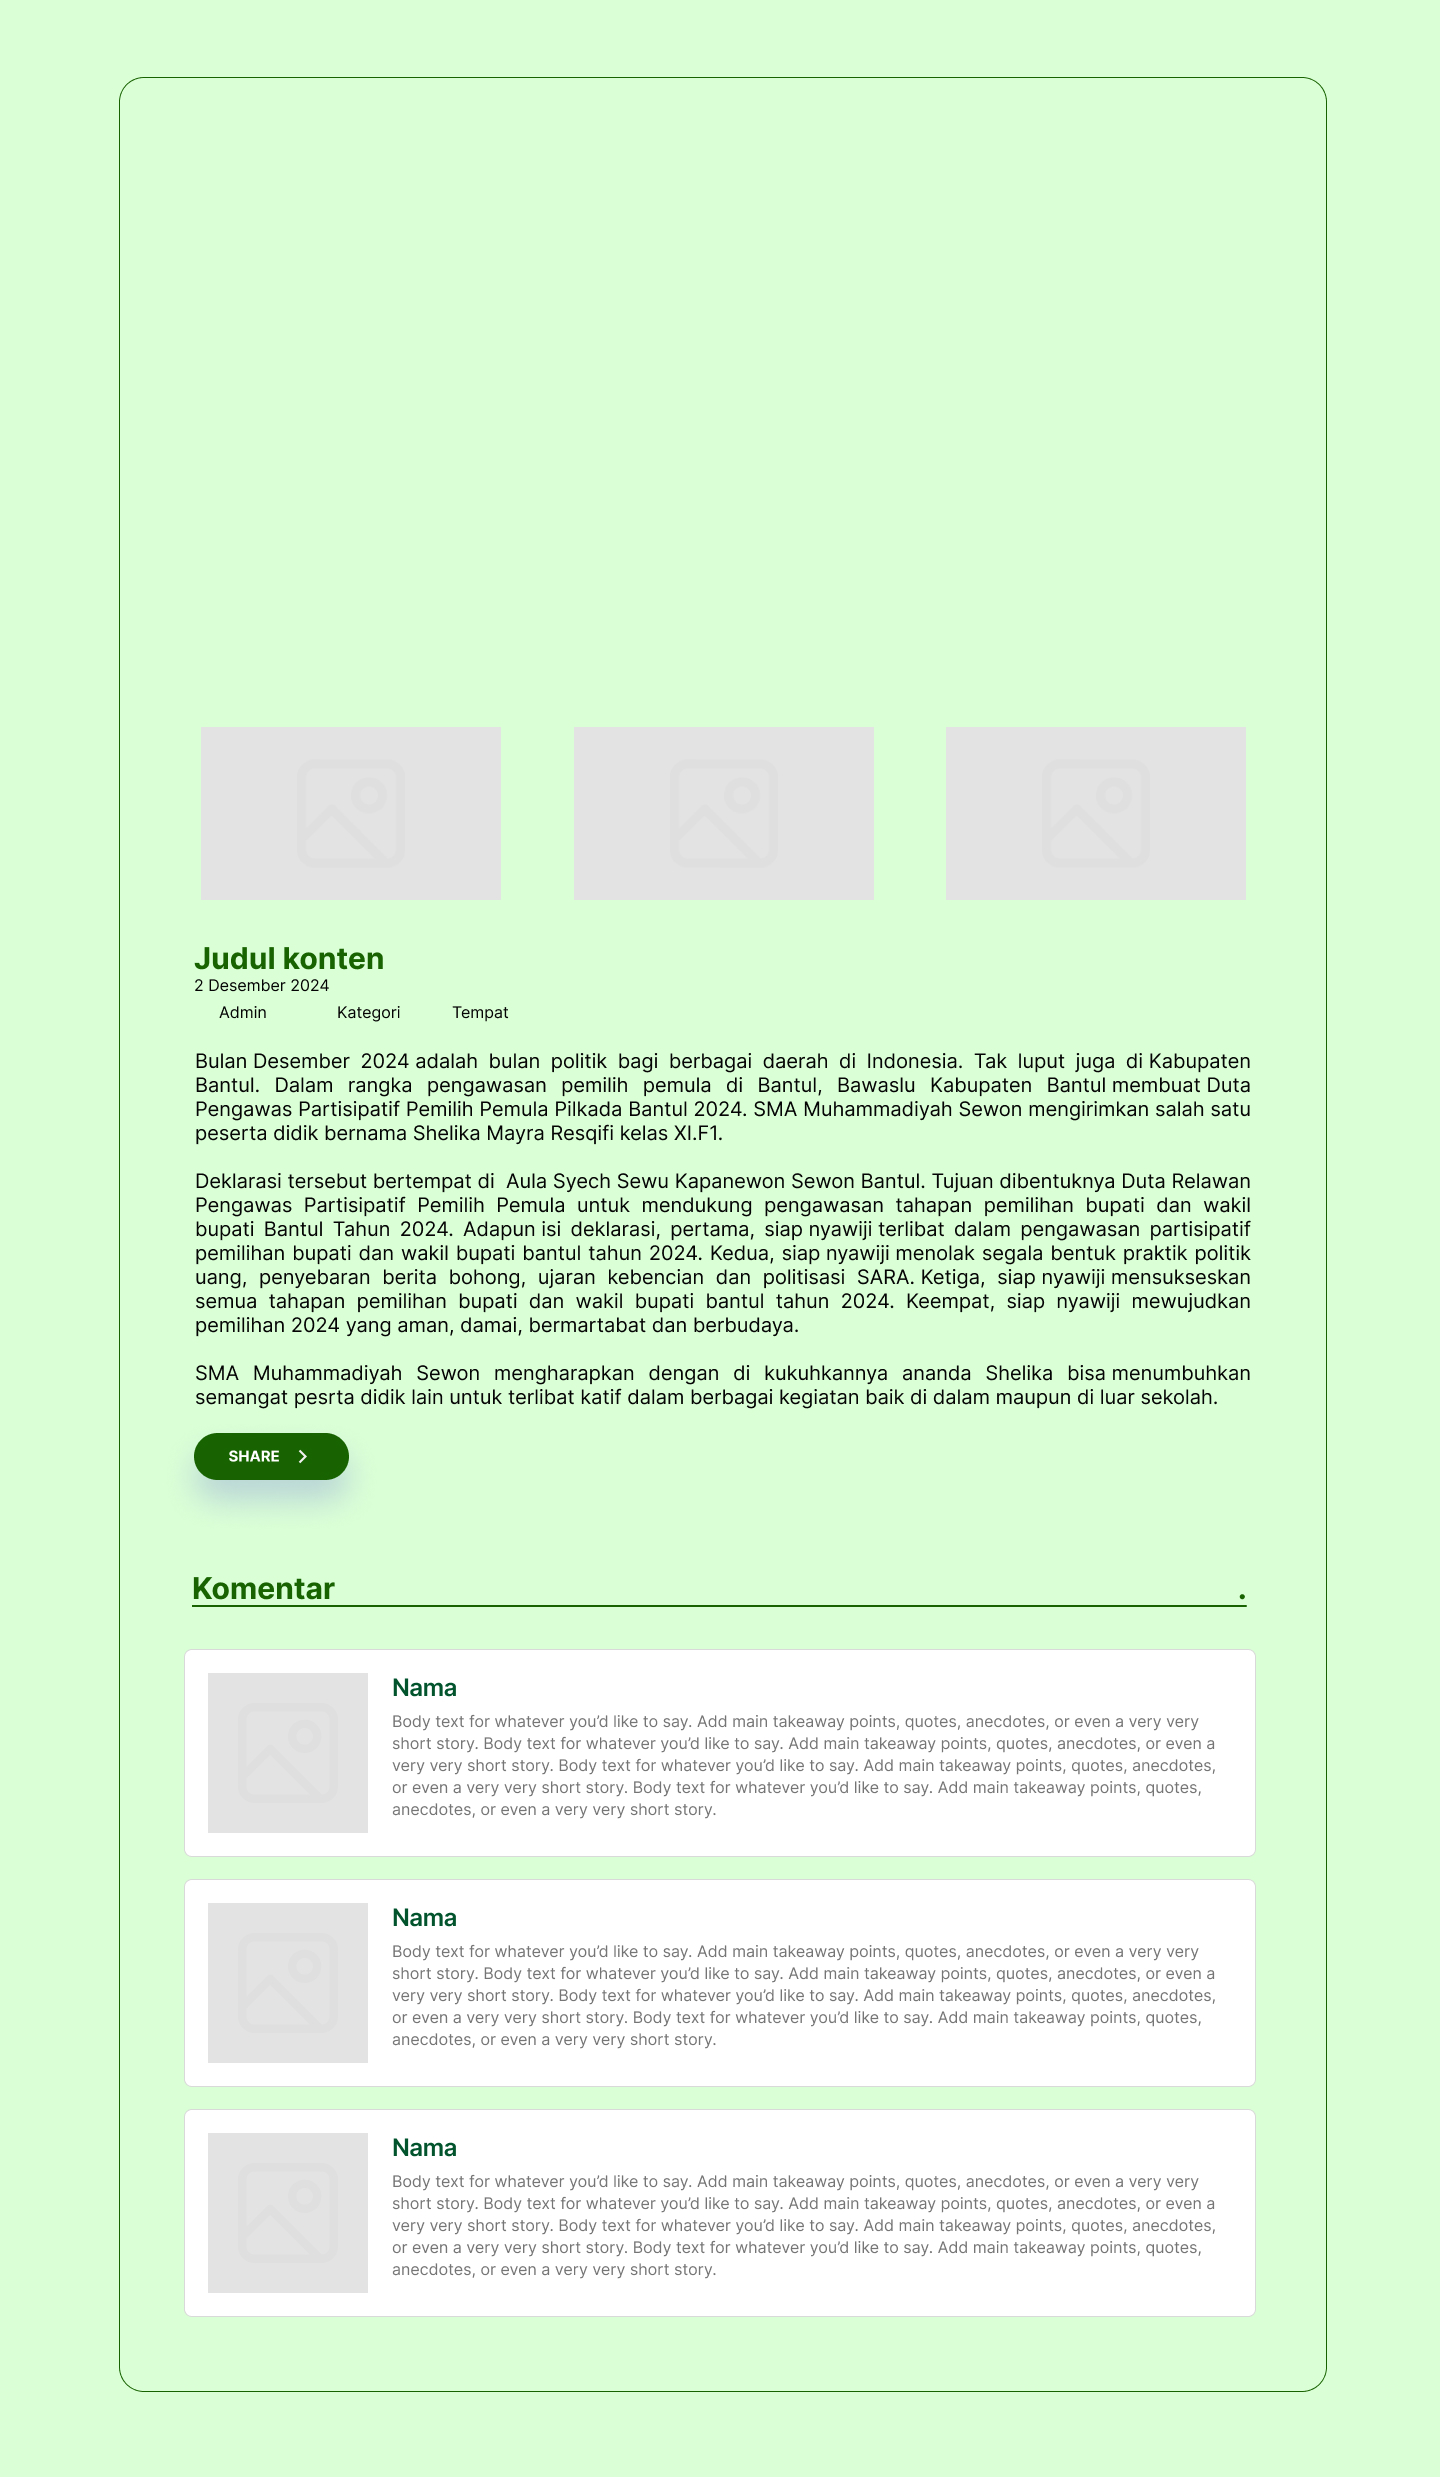 Judul konten
2 Desember 2024
Admin Kategori Tempat
Bulan Desember 2024 adalah bulan politik bagi berbagai daerah di Indonesia. Tak luput juga di Kabupaten
Bantul. Dalam rangka pengawasan pemilih pemula di Bantul, Bawaslu Kabupaten Bantul membuat Duta
Pengawas Partisipatif Pemilih Pemula Pilkada Bantul 2024. SMA Muhammadiyah Sewon mengirimkan salah satu
peserta didik bernama Shelika Mayra Resqifi kelas XI.F1.
Deklarasi tersebut bertempat di Aula Syech Sewu Kapanewon Sewon Bantul. Tujuan dibentuknya Duta Relawan
Pengawas Partisipatif Pemilih Pemula untuk mendukung pengawasan tahapan pemilihan bupati dan wakil
bupati Bantul Tahun 2024. Adapun isi deklarasi, pertama, siap nyawiji terlibat dalam pengawasan partisipatif
pemilihan bupati dan wakil bupati bantul tahun 2024. Kedua, siap nyawiji menolak segala bentuk praktik politik
uang, penyebaran berita bohong, ujaran kebencian dan politisasi SARA. Ketiga, siap nyawiji mensukseskan
semua tahapan pemilihan bupati dan wakil bupati bantul tahun 2024. Keempat, siap nyawiji mewujudkan
pemilihan 2024 yang aman, damai, bermartabat dan berbudaya.
SMA Muhammadiyah Sewon mengharapkan dengan di kukuhkannya ananda Shelika bisa menumbuhkan
semangat pesrta didik lain untuk terlibat katif dalam berbagai kegiatan baik di dalam maupun di luar sekolah.
SHARE
Komentar .
Nama
Body text for whatever you’d like to say. Add main takeaway points, quotes, anecdotes, or even a very very
short story. Body text for whatever you’d like to say. Add main takeaway points, quotes, anecdotes, or even a
very very short story. Body text for whatever you’d like to say. Add main takeaway points, quotes, anecdotes,
or even a very very short story. Body text for whatever you’d like to say. Add main takeaway points, quotes,
anecdotes, or even a very very short story.
Nama
Body text for whatever you’d like to say. Add main takeaway points, quotes, anecdotes, or even a very very
short story. Body text for whatever you’d like to say. Add main takeaway points, quotes, anecdotes, or even a
very very short story. Body text for whatever you’d like to say. Add main takeaway points, quotes, anecdotes,
or even a very very short story. Body text for whatever you’d like to say. Add main takeaway points, quotes,
anecdotes, or even a very very short story.
Nama
Body text for whatever you’d like to say. Add main takeaway points, quotes, anecdotes, or even a very very
short story. Body text for whatever you’d like to say. Add main takeaway points, quotes, anecdotes, or even a
very very short story. Body text for whatever you’d like to say. Add main takeaway points, quotes, anecdotes,
or even a very very short story. Body text for whatever you’d like to say. Add main takeaway points, quotes,
anecdotes, or even a very very short story.